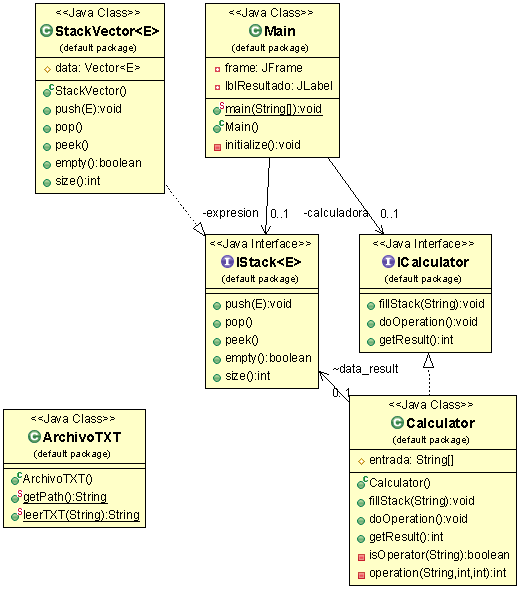 <<Java Class>>
StackVector<E>
(default package)
data: Vector<E>
StackVector()
push(E):void
pop()
peek()
empty():boolean
size():int
<<Java Class>>
Main
(default package)
frame: JFrame
lblResultado: JLabel
main(String[]):void
Main()
initialize():void
-expresion
0..1
-calculadora
0..1
<<Java Interface>>
IStack<E>
(default package)
push(E):void
pop()
peek()
empty():boolean
size():int
<<Java Interface>>
ICalculator
(default package)
fillStack(String):void
doOperation():void
getResult():int
~data_result
0..1
<<Java Class>>
ArchivoTXT
(default package)
ArchivoTXT()
getPath():String
leerTXT(String):String
<<Java Class>>
Calculator
(default package)
entrada: String[]
Calculator()
fillStack(String):void
doOperation():void
getResult():int
isOperator(String):boolean
operation(String,int,int):int